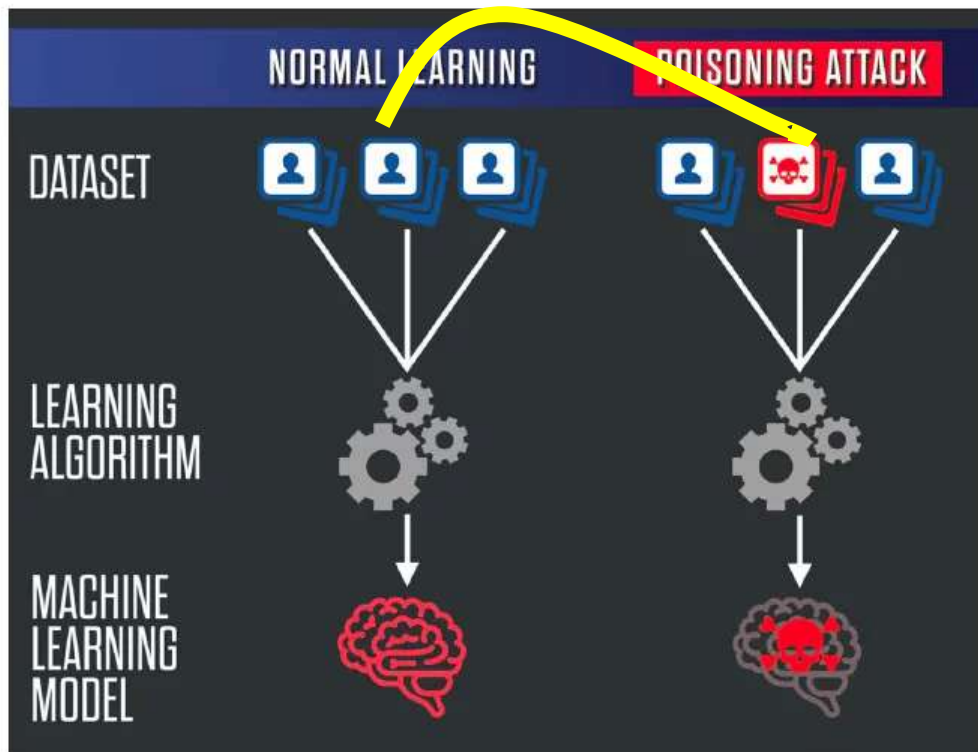 NORMAL LEARNING
POISONING ATTACK
DATASET
LEARNING
ALGORITHM
MACHINE
LEARNING
MODEL